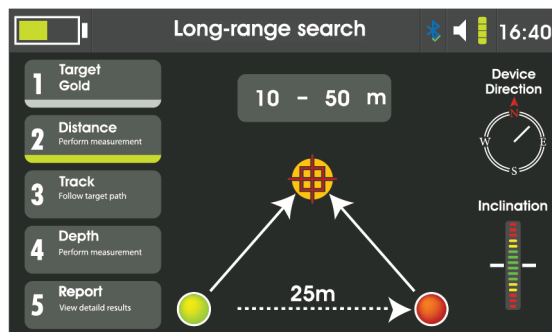 Long-range search
16:40
1 Target
Gold
2 Distance
Perform measurement
3 Track
Follow target path
4 Depth
Perform measurement
5 Report
View detaild results
10 - 50 m
25m
Device
Direction
N
W E
S
Inclination